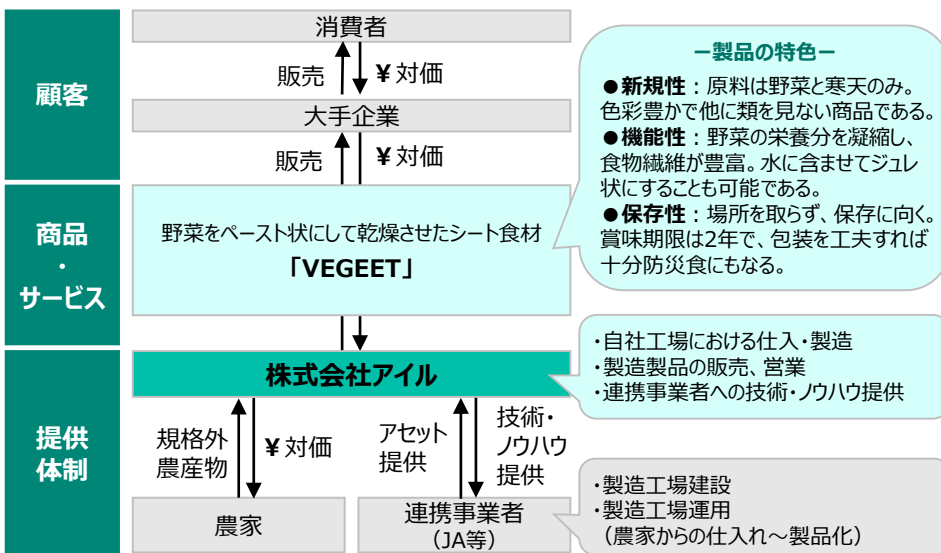 顧客
消費者
販売
¥ 対価
大手企業
販売
¥ 対価
ー製品の特色ー
●新規性：原料は野菜と寒天のみ。
色彩豊かで他に類を見ない商品である。
●機能性：野菜の栄養分を凝縮し、
食物繊維が豊富。水に含ませてジュレ
状にすることも可能である。
●保存性：場所を取らず、保存に向く。
賞味期限は2年で、包装を工夫すれば
十分防災食にもなる。
商品
・
サービス
野菜をペースト状にして乾燥させたシート食材
「VEGEET」
提供
体制
株式会社アイル
・自社工場における仕入・製造
・製造製品の販売、営業
・連携事業者への技術・ノウハウ提供
規格外
農産物
¥ 対価
アセット
提供
技術・
ノウハウ
提供
農家
連携事業者
（JA等）
・製造工場建設
・製造工場運用
（農家からの仕入れ～製品化）